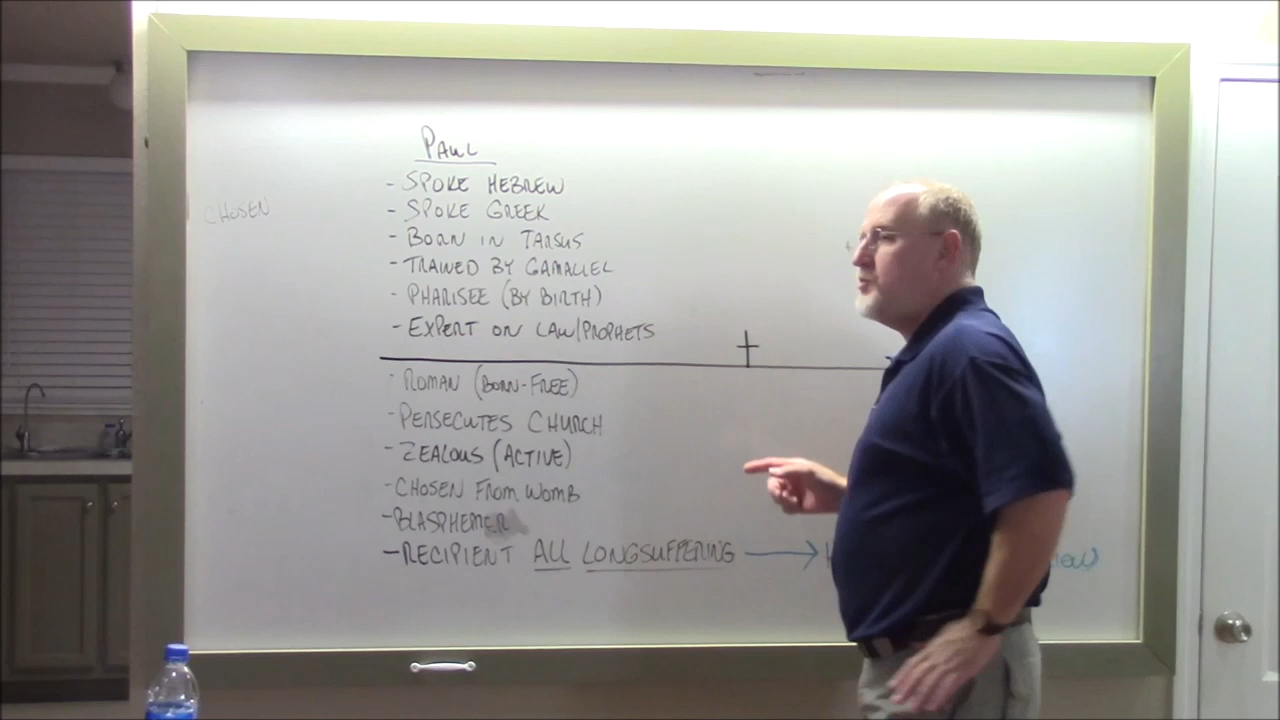 PAUL
- SPOKE HEBREW
CHOSEN
- SPOKE GREEK
- BORN IN TARSUS
- TRAINED BY GAMALIEL
- PHARISEE (BY BIRTH)
- EXPERT ON LAW/PROPHETS
- ROMAN (BORN-FREE)
- PERSECUTES CHURCH
- ZEALOUS (ACTIVE)
- CHOSEN FROM WOMB
- BLASPHEMER
- RECIPIENT ALL LONGSUFFERING →